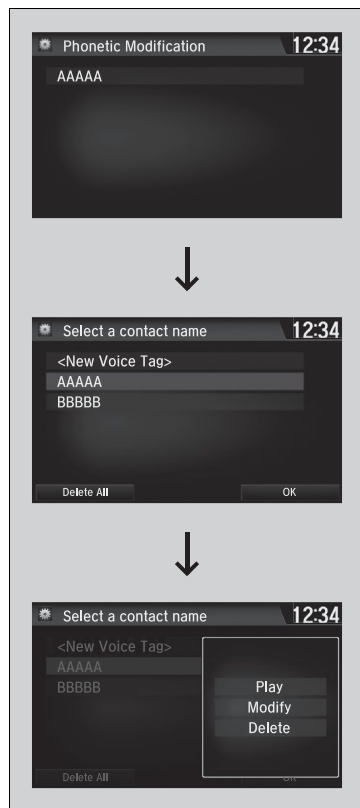 Phonetic Modification 12:34
AAAAA
Select a contact name 12:34
<New Voice Tag>
AAAAA
BBBBB
Delete All OK
Select a contact name 12:34
<New Voice Tag>
AAAAA
BBBBB
Play
Modify
Delete
Delete All OK